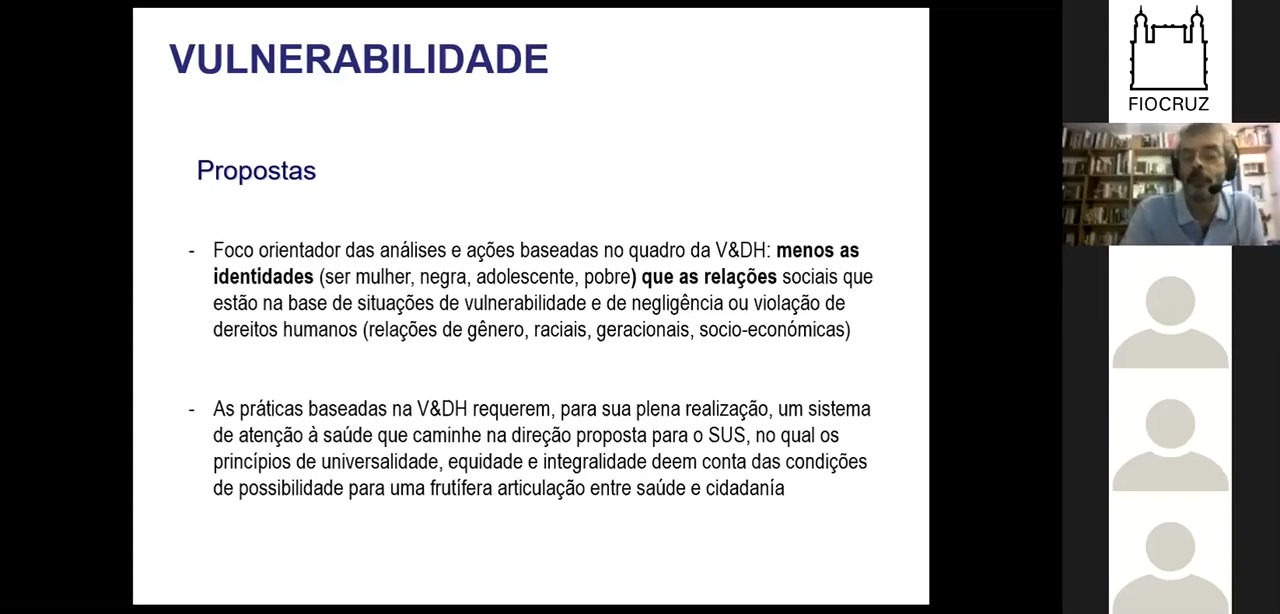 VULNERABILIDADE
Propostas
- Foco orientador das análises e ações baseadas no quadro da V&DH: menos as
identidades (ser mulher, negra, adolescente, pobre) que as relações sociais que
estão na base de situações de vulnerabilidade e de negligência ou violação de
dereitos humanos (relações de gênero, raciais, geracionais, socio-económicas)
- As práticas baseadas na V&DH requerem, para sua plena realização, um sistema
de atenção à saúde que caminhe na direção proposta para o SUS, no qual os
princípios de universalidade, equidade e integralidade deem conta das condições
de possibilidade para uma frutífera articulação entre saúde e cidadanía
FIOCRUZ